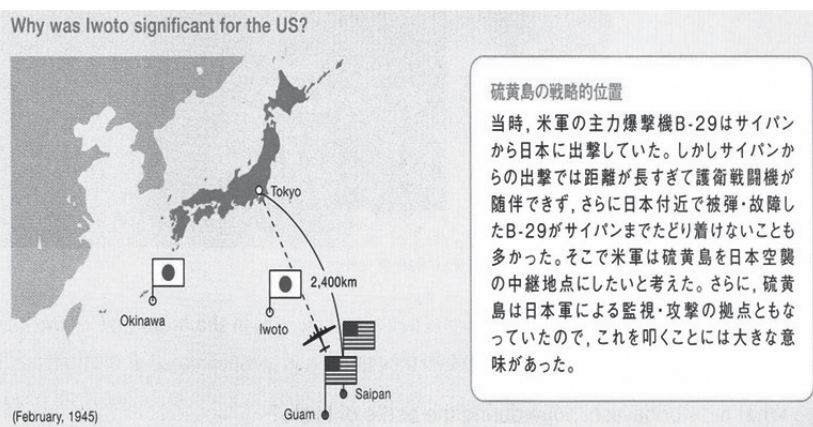 Why was Iwoto significant for the US?
Tokyo
2,400km
Okinawa
Iwoto
Saipan
Guam
(February, 1945)
硫黄島の戦略的位置
当時，米軍の主力爆撃機B-29はサイパン
から日本に出撃していた。しかしサイパンか
らの出撃では距離が長すぎて護衛戦闘機が
随伴できず，さらに日本付近で被弾・故障し
たB-29がサイパンまでたどり着けないことも
多かった。そこで米軍は硫黄島を日本空襲
の中継地点にしたいと考えた。さらに，硫黄
島は日本軍による監視・攻撃の拠点ともな
っていたので，これを叩くことには大きな意
味があった。